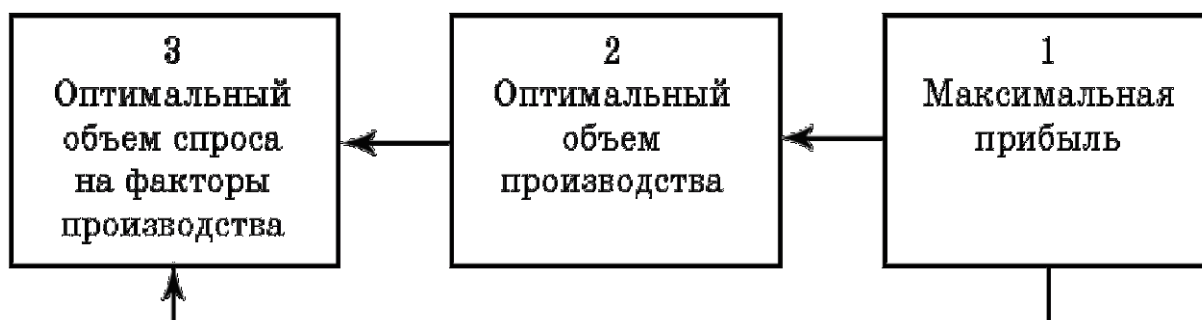 3
Оптимальный
объем спроса
на факторы
производства
2
Оптимальный
объем
производства
1
Максимальная
прибыль